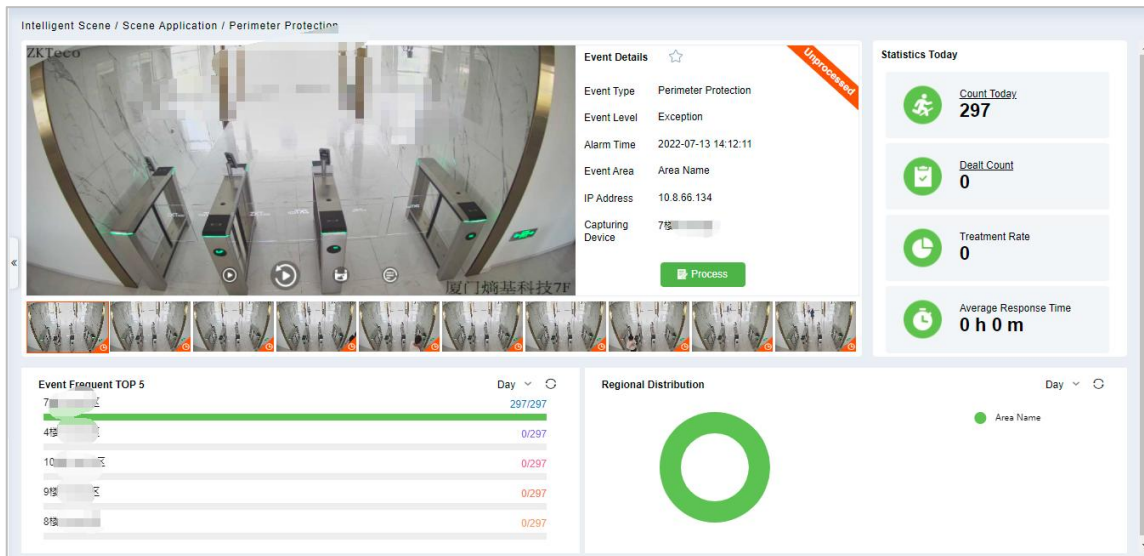 Intelligent Scene / Scene Application / Perimeter Protection
ZKTeco
厦门熵基科技7F
Event Details
Unprocessed
Event Type Perimeter Protection
Event Level Exception
Alarm Time 2022-07-13 14:12:11
Event Area Area Name
IP Address 10.8.66.134
Capturing Device 7楼
Process
Statistics Today
Count Today
297
Dealt Count
0
Treatment Rate
0
Average Response Time
0 h 0 m
Event Frequent TOP 5
Day
7 区
297/297
4楼 区
0/297
10 区
0/297
9楼 区
0/297
8楼
0/297
Regional Distribution
Day
Area Name